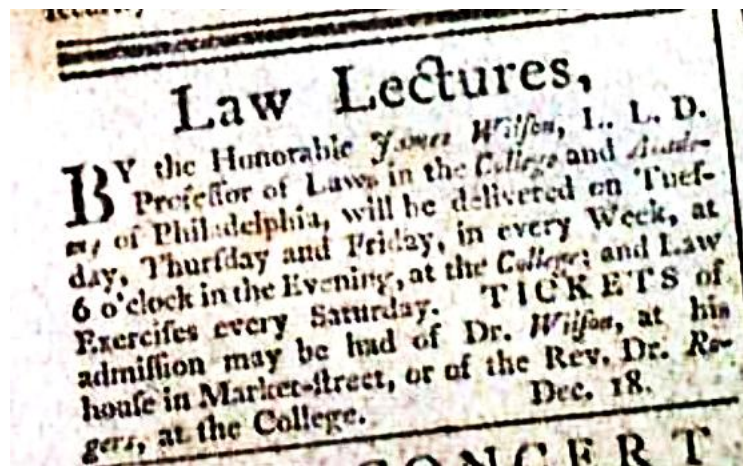 Law Lectures,
BY the Honorable James Wilſon, L. L. D.
Profeſſor of Laws in the College and Acade-
my of Philadelphia, will be delivered on Tueſ-
day, Thurſday and Friday, in every Week, at
6 o'clock in the Evening, at the College; and Law
Exerciſes every Saturday. TICKETS of
admiſſion may be had of Dr. Wilſon, at his
houſe in Market-ſtreet, or of the Rev. Dr. Ro-
gers, at the College. Dec. 18.
CONCERT